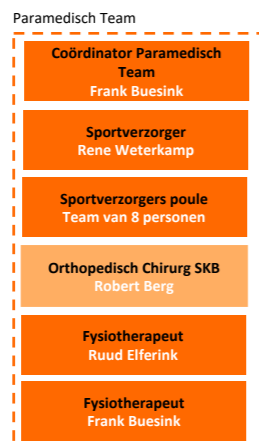 Paramedisch Team
Coördinator Paramedisch
Team
Frank Buesink
Sportverzorger
Rene Weterkamp
Sportverzorgers poule
Team van 8 personen
Orthopedisch Chirurg SKB
Robert Berg
Fysiotherapeut
Ruud Elferink
Fysiotherapeut
Frank Buesink